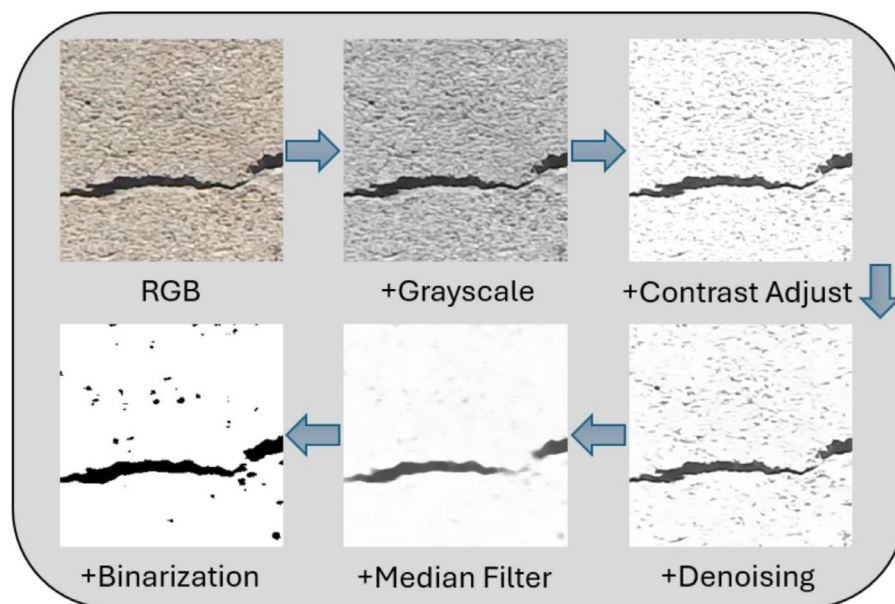 RGB
+Grayscale
+Contrast Adjust
+Binarization
+Median Filter
+Denoising